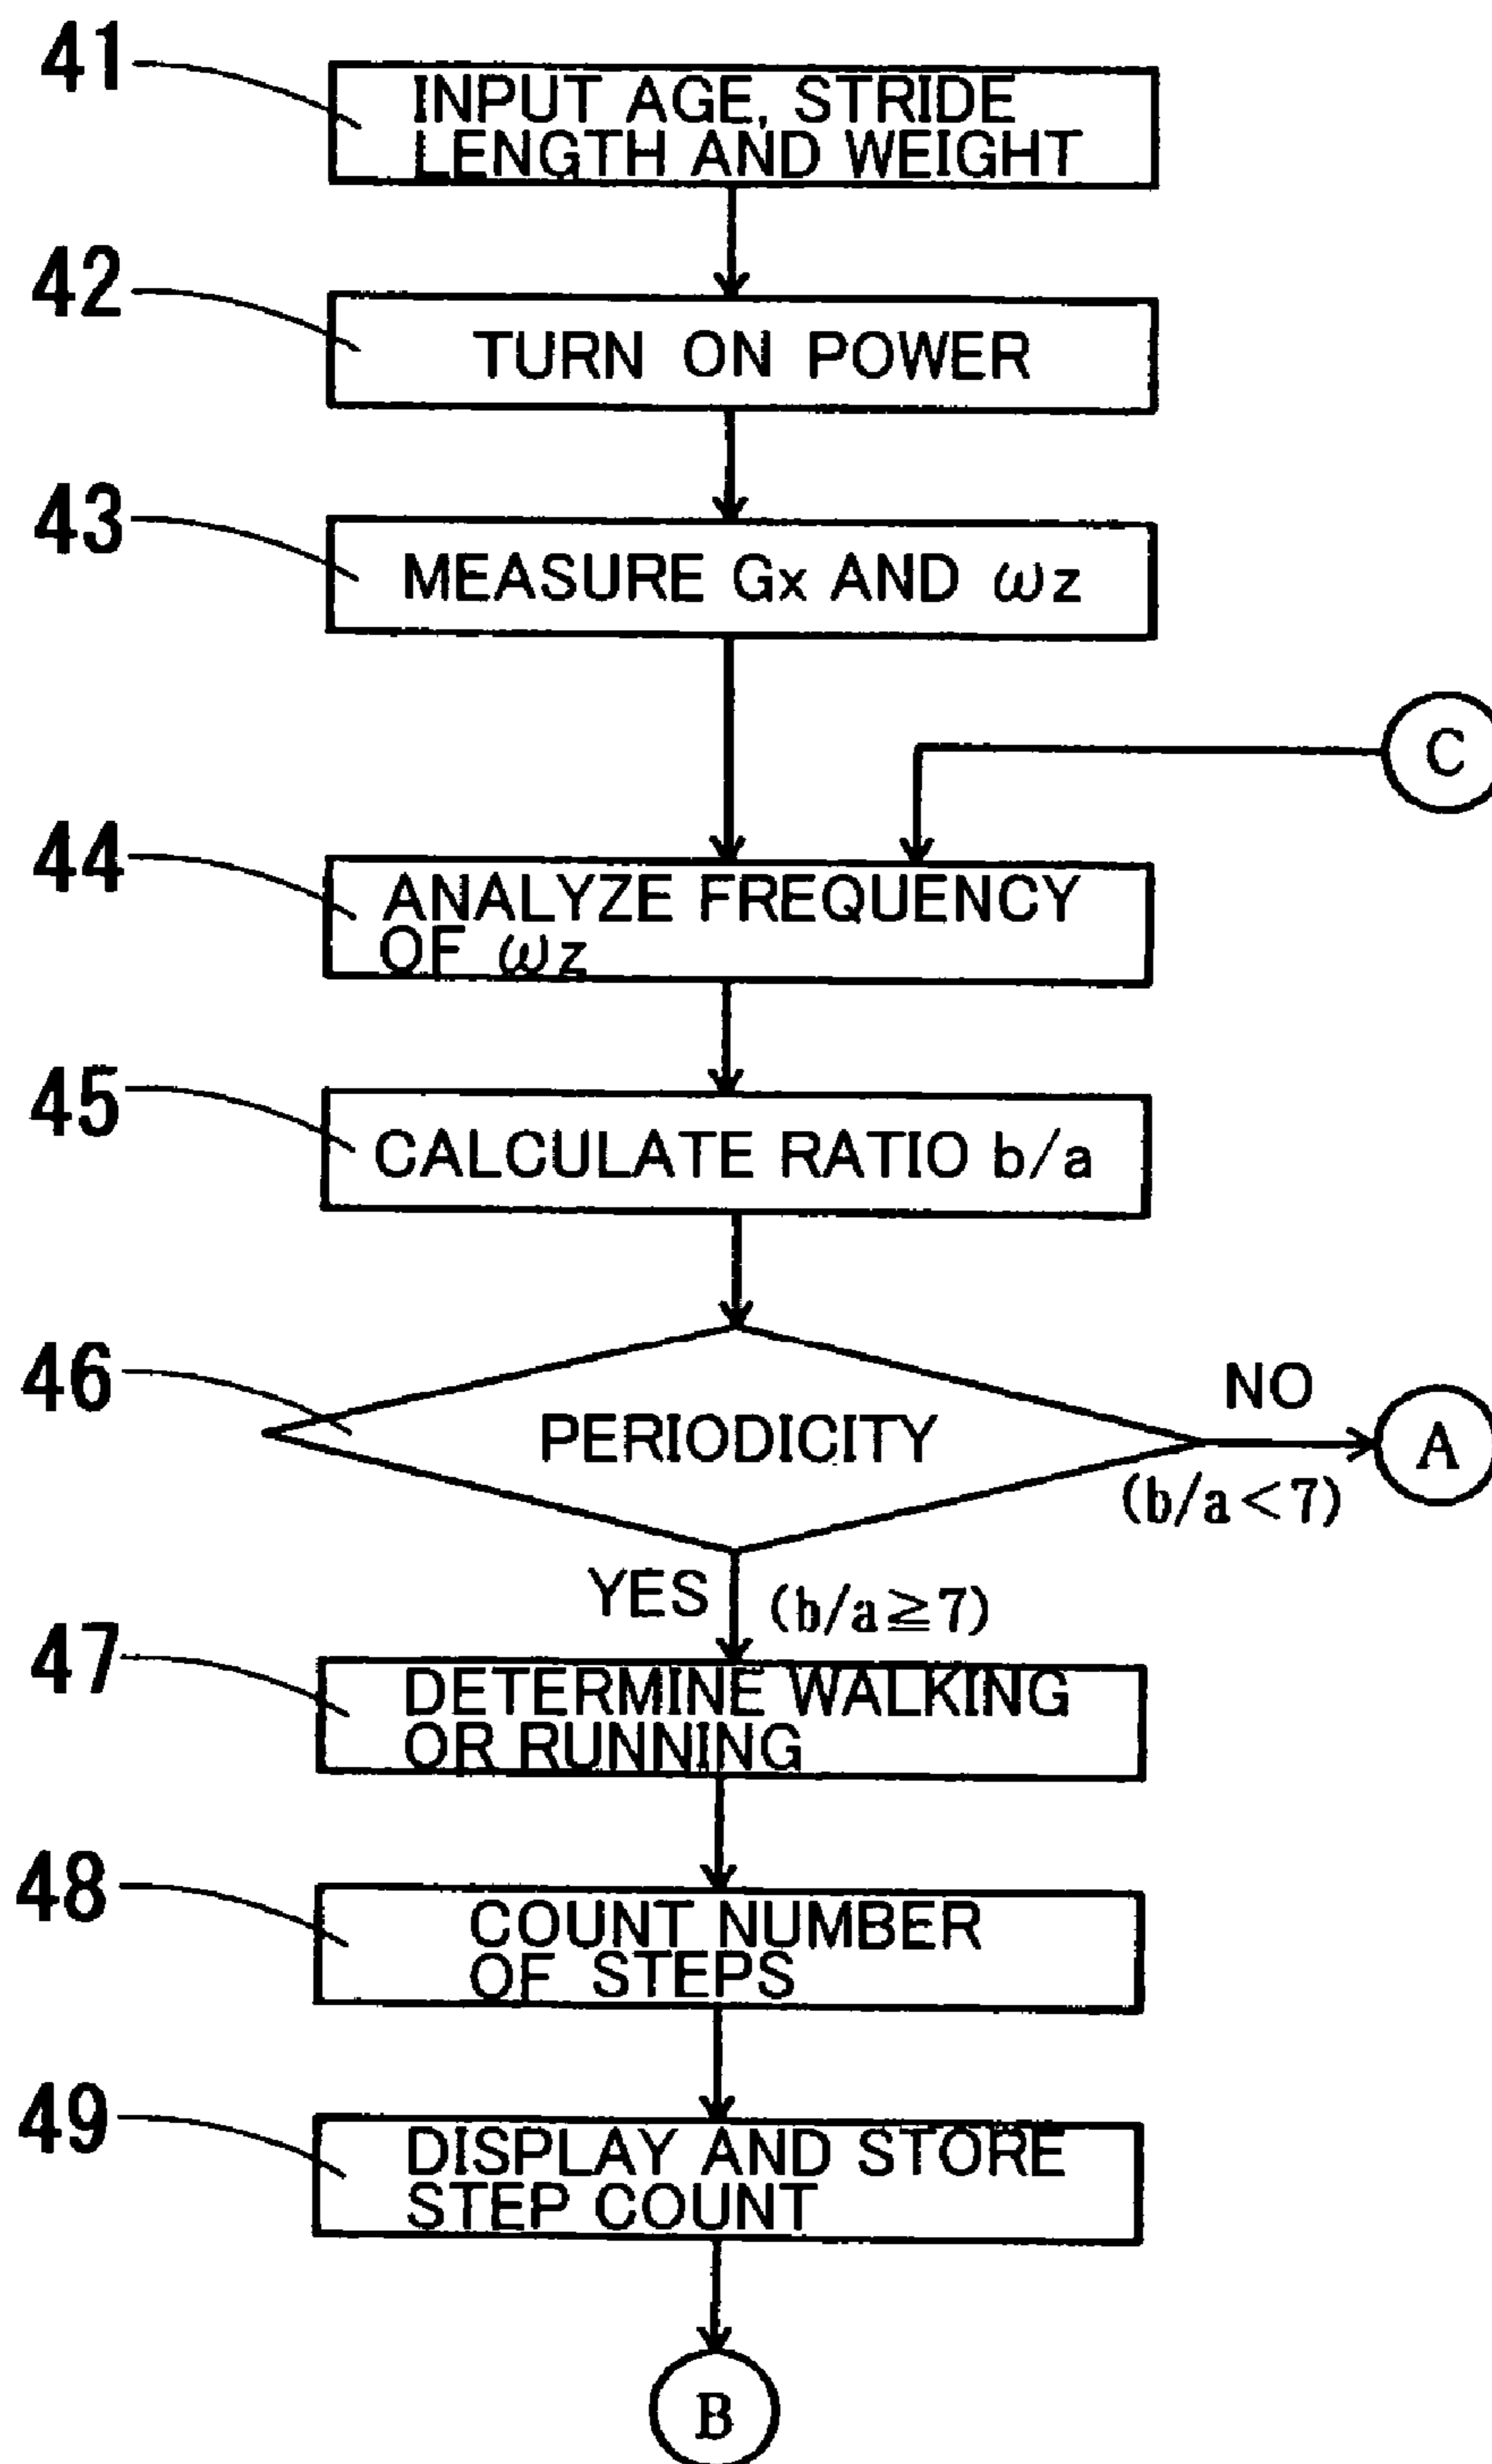 41
INPUT AGE, STRIDE
LENGTH AND WEIGHT
42
TURN ON POWER
43
MEASURE Gx AND ωz
C
44
ANALYZE FREQUENCY
OF ωz
45
CALCULATE RATIO b/a
46
PERIODICITY
NO
A
(b/a<7)
YES
(b/a≧7)
47
DETERMINE WALKING
OR RUNNING
48
COUNT NUMBER
OF STEPS
49
DISPLAY AND STORE
STEP COUNT
B